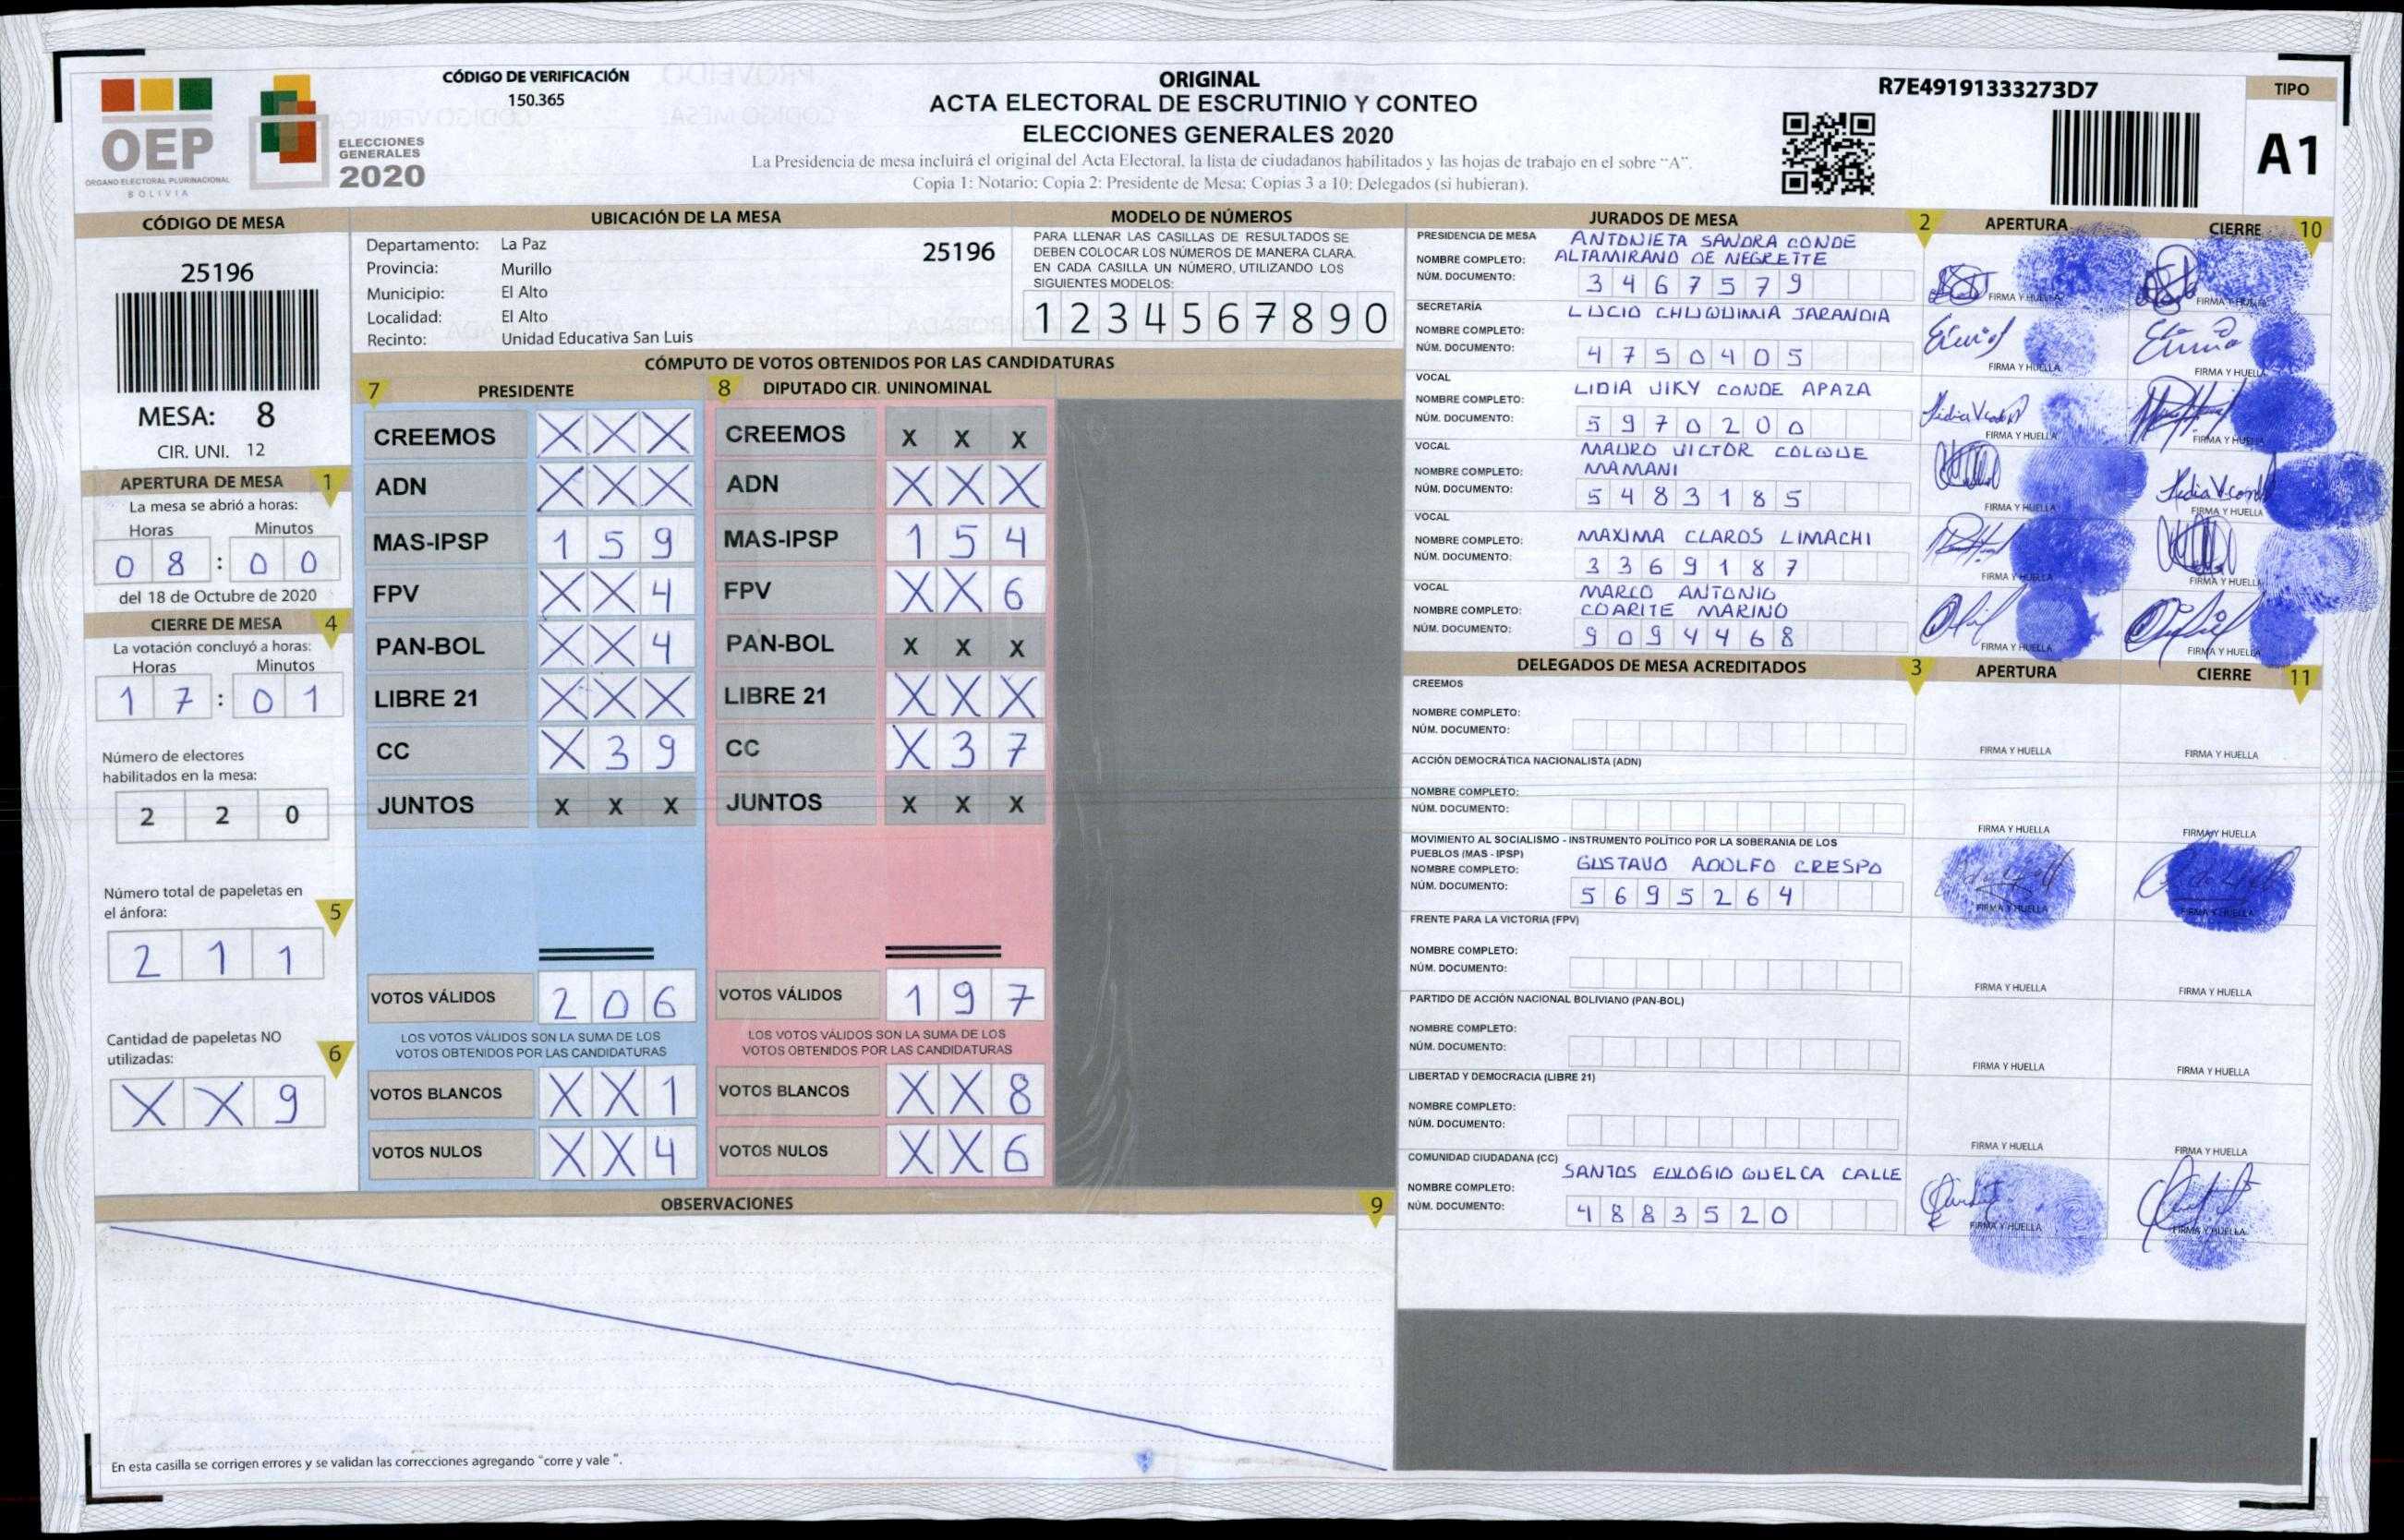 OEP
ORGANO ELECTORAL PLURINACIONAL
BOLIVIA
ELECCIONES
GENERALES
2020
CÓDIGO DE VERIFICACIÓN
150.365
ORIGINAL
ACTA ELECTORAL DE ESCRUTINIO Y CONTEO
ELECCIONES GENERALES 2020
La Presidencia de mesa incluirá el original del Acta Electoral, la lista de ciudadanos habilitados y las hojas de trabajo en el sobre "A".
Copia 1: Notario; Copia 2: Presidente de Mesa; Copias 3 a 10: Delegados (si hubieran).
R7E49191333273D7
TIPO
A1
CÓDIGO DE MESA
25196
MESA: 8
CIR. UNI. 12
APERTURA DE MESA 1
La mesa se abrió a horas:
Horas Minutos
0 8 : 0 0
del 18 de Octubre de 2020
CIERRE DE MESA 4
La votación concluyó a horas:
Horas Minutos
1 7 : 0 1
Número de electores
habilitados en la mesa:
2 2 0
Número total de papeletas en
el ánfora: 5
2 1 1
Cantidad de papeletas NO
utilizadas: 6
X X 9
UBICACIÓN DE LA MESA
Departamento: La Paz 25196
Provincia: Murillo
Municipio: El Alto
Localidad: El Alto
Recinto: Unidad Educativa San Luis
MODELO DE NÚMEROS
PARA LLENAR LAS CASILLAS DE RESULTADOS SE
DEBEN COLOCAR LOS NÚMEROS DE MANERA CLARA.
EN CADA CASILLA UN NÚMERO, UTILIZANDO LOS
SIGUIENTES MODELOS:
1 2 3 4 5 6 7 8 9 0
CÓMPUTO DE VOTOS OBTENIDOS POR LAS CANDIDATURAS
7 PRESIDENTE
CREEMOS X X X
ADN X X X
MAS-IPSP 1 5 9
FPV X X 4
PAN-BOL X X 4
LIBRE 21 X X X
CC X 3 9
JUNTOS X X X
VOTOS VÁLIDOS 2 0 6
LOS VOTOS VÁLIDOS SON LA SUMA DE LOS
VOTOS OBTENIDOS POR LAS CANDIDATURAS
VOTOS BLANCOS X X 1
VOTOS NULOS X X 4
8 DIPUTADO CIR. UNINOMINAL
CREEMOS X X X
ADN X X X
MAS-IPSP 1 5 4
FPV X X 6
PAN-BOL X X X
LIBRE 21 X X X
CC X 3 7
JUNTOS X X X
VOTOS VÁLIDOS 1 9 7
LOS VOTOS VÁLIDOS SON LA SUMA DE LOS
VOTOS OBTENIDOS POR LAS CANDIDATURAS
VOTOS BLANCOS X X 8
VOTOS NULOS X X 6
OBSERVACIONES 9
En esta casilla se corrigen errores y se validan las correcciones agregando "corre y vale ".
JURADOS DE MESA 2 APERTURA CIERRE 10
PRESIDENCIA DE MESA ANTONIETA SANDRA CONDE
NOMBRE COMPLETO: ALTAMIRANO DE NEGRETTE
NÚM. DOCUMENTO: 3 4 6 7 5 7 9
FIRMA Y HUELLA FIRMA Y HUELLA
SECRETARÍA
NOMBRE COMPLETO: LUCIO CHUQUIMIA JARANDIA
NÚM. DOCUMENTO: 4 7 5 0 4 0 5
FIRMA Y HUELLA FIRMA Y HUELLA
VOCAL
NOMBRE COMPLETO: LIDIA VIKY CONDE APAZA
NÚM. DOCUMENTO: 5 9 7 0 2 0 0
FIRMA Y HUELLA FIRMA Y HUELLA
VOCAL MAURO VICTOR COLQUE
NOMBRE COMPLETO: MAMANI
NÚM. DOCUMENTO: 5 4 8 3 1 8 5
FIRMA Y HUELLA FIRMA Y HUELLA
VOCAL
NOMBRE COMPLETO: MAXIMA CLAROS LIMACHI
NÚM. DOCUMENTO: 3 3 6 9 1 8 7
FIRMA Y HUELLA FIRMA Y HUELLA
VOCAL MARCO ANTONIO
NOMBRE COMPLETO: COARITE MARINO
NÚM. DOCUMENTO: 9 0 9 4 4 6 8
FIRMA Y HUELLA FIRMA Y HUELLA
DELEGADOS DE MESA ACREDITADOS 3 APERTURA CIERRE 11
CREEMOS
NOMBRE COMPLETO:
NÚM. DOCUMENTO:
FIRMA Y HUELLA FIRMA Y HUELLA
ACCIÓN DEMOCRÁTICA NACIONALISTA (ADN)
NOMBRE COMPLETO:
NÚM. DOCUMENTO:
FIRMA Y HUELLA FIRMA Y HUELLA
MOVIMIENTO AL SOCIALISMO - INSTRUMENTO POLÍTICO POR LA SOBERANIA DE LOS
PUEBLOS (MAS - IPSP)
NOMBRE COMPLETO: GUSTAVO ADOLFO CRESPO
NÚM. DOCUMENTO: 5 6 9 5 2 6 4
FIRMA Y HUELLA FIRMA Y HUELLA
FRENTE PARA LA VICTORIA (FPV)
NOMBRE COMPLETO:
NÚM. DOCUMENTO:
FIRMA Y HUELLA FIRMA Y HUELLA
PARTIDO DE ACCIÓN NACIONAL BOLIVIANO (PAN-BOL)
NOMBRE COMPLETO:
NÚM. DOCUMENTO:
FIRMA Y HUELLA FIRMA Y HUELLA
LIBERTAD Y DEMOCRACIA (LIBRE 21)
NOMBRE COMPLETO:
NÚM. DOCUMENTO:
FIRMA Y HUELLA FIRMA Y HUELLA
COMUNIDAD CIUDADANA (CC)
NOMBRE COMPLETO: SANTOS EULOGIO QUELCA CALLE
NÚM. DOCUMENTO: 4 8 8 3 5 2 0
FIRMA Y HUELLA FIRMA Y HUELLA